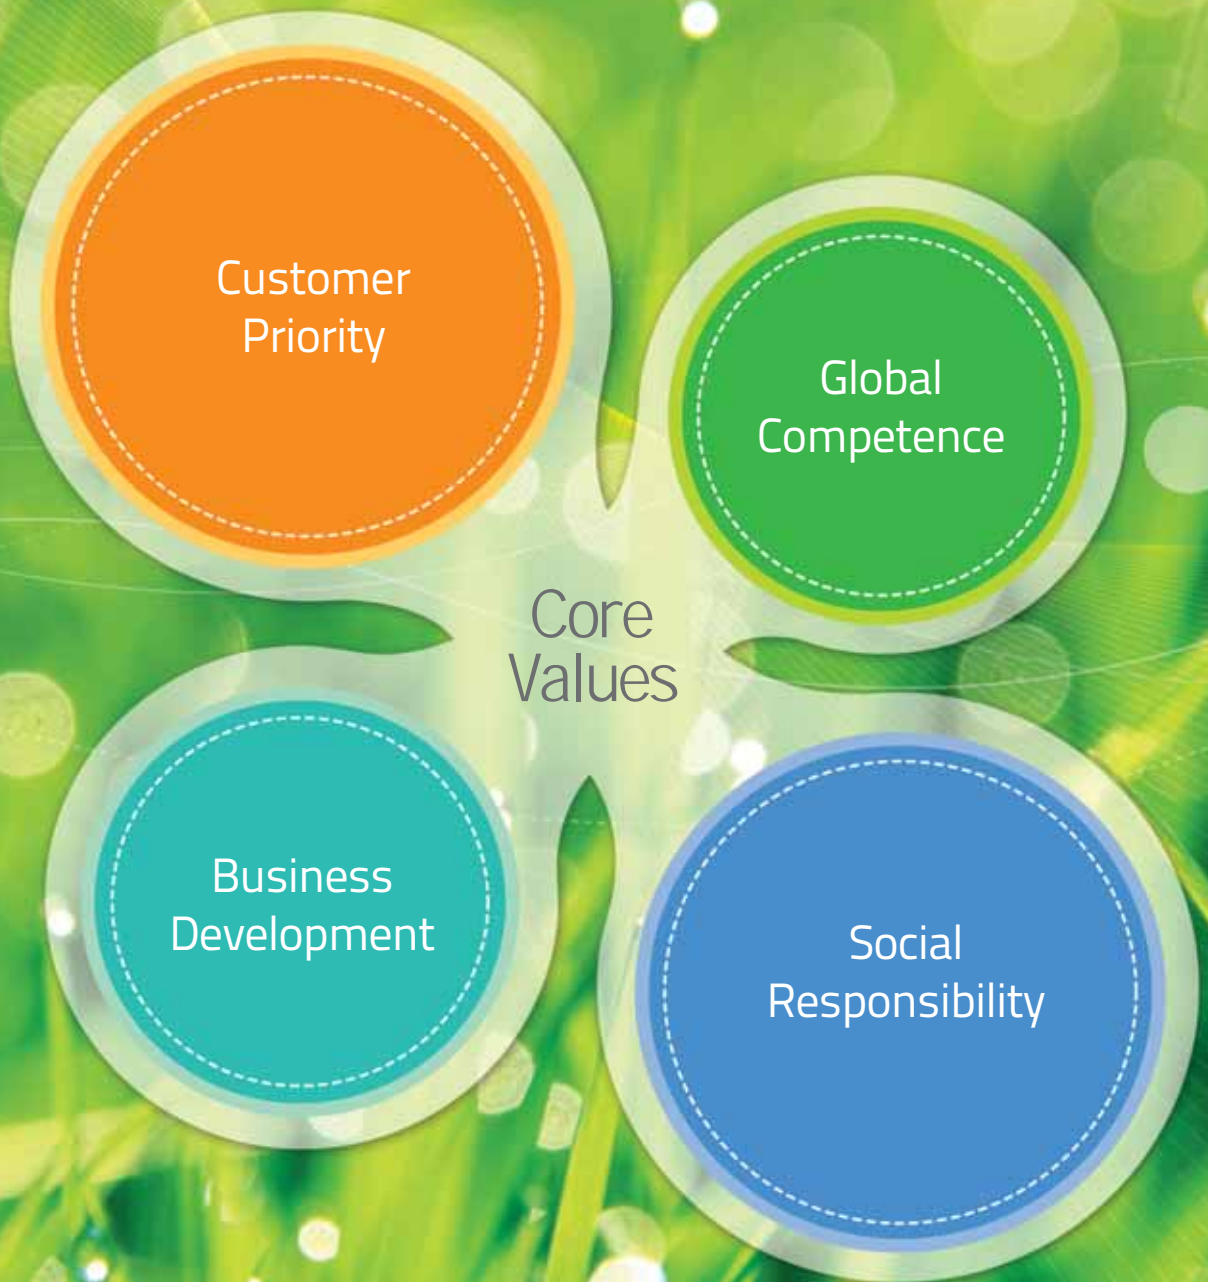 Customer
Priority
Global
Competence
Core
Values
Business
Development
Social
Responsibility